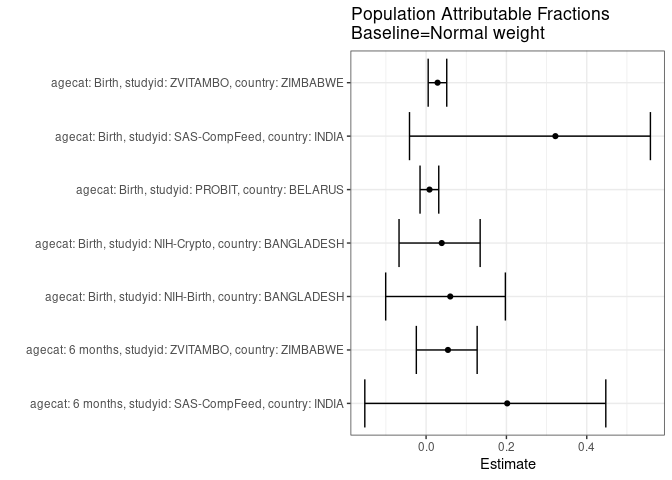 Population Attributable Fractions
Baseline=Normal weight
agecat: Birth, studyid: ZVITAMBO, country: ZIMBABWE
agecat: Birth, studyid: SAS-CompFeed, country: INDIA
agecat: Birth, studyid: PROBIT, country: BELARUS
agecat: Birth, studyid: NIH-Crypto, country: BANGLADESH
agecat: Birth, studyid: NIH-Birth, country: BANGLADESH
agecat: 6 months, studyid: ZVITAMBO, country: ZIMBABWE
agecat: 6 months, studyid: SAS-CompFeed, country: INDIA
0.0 0.2 0.4
Estimate